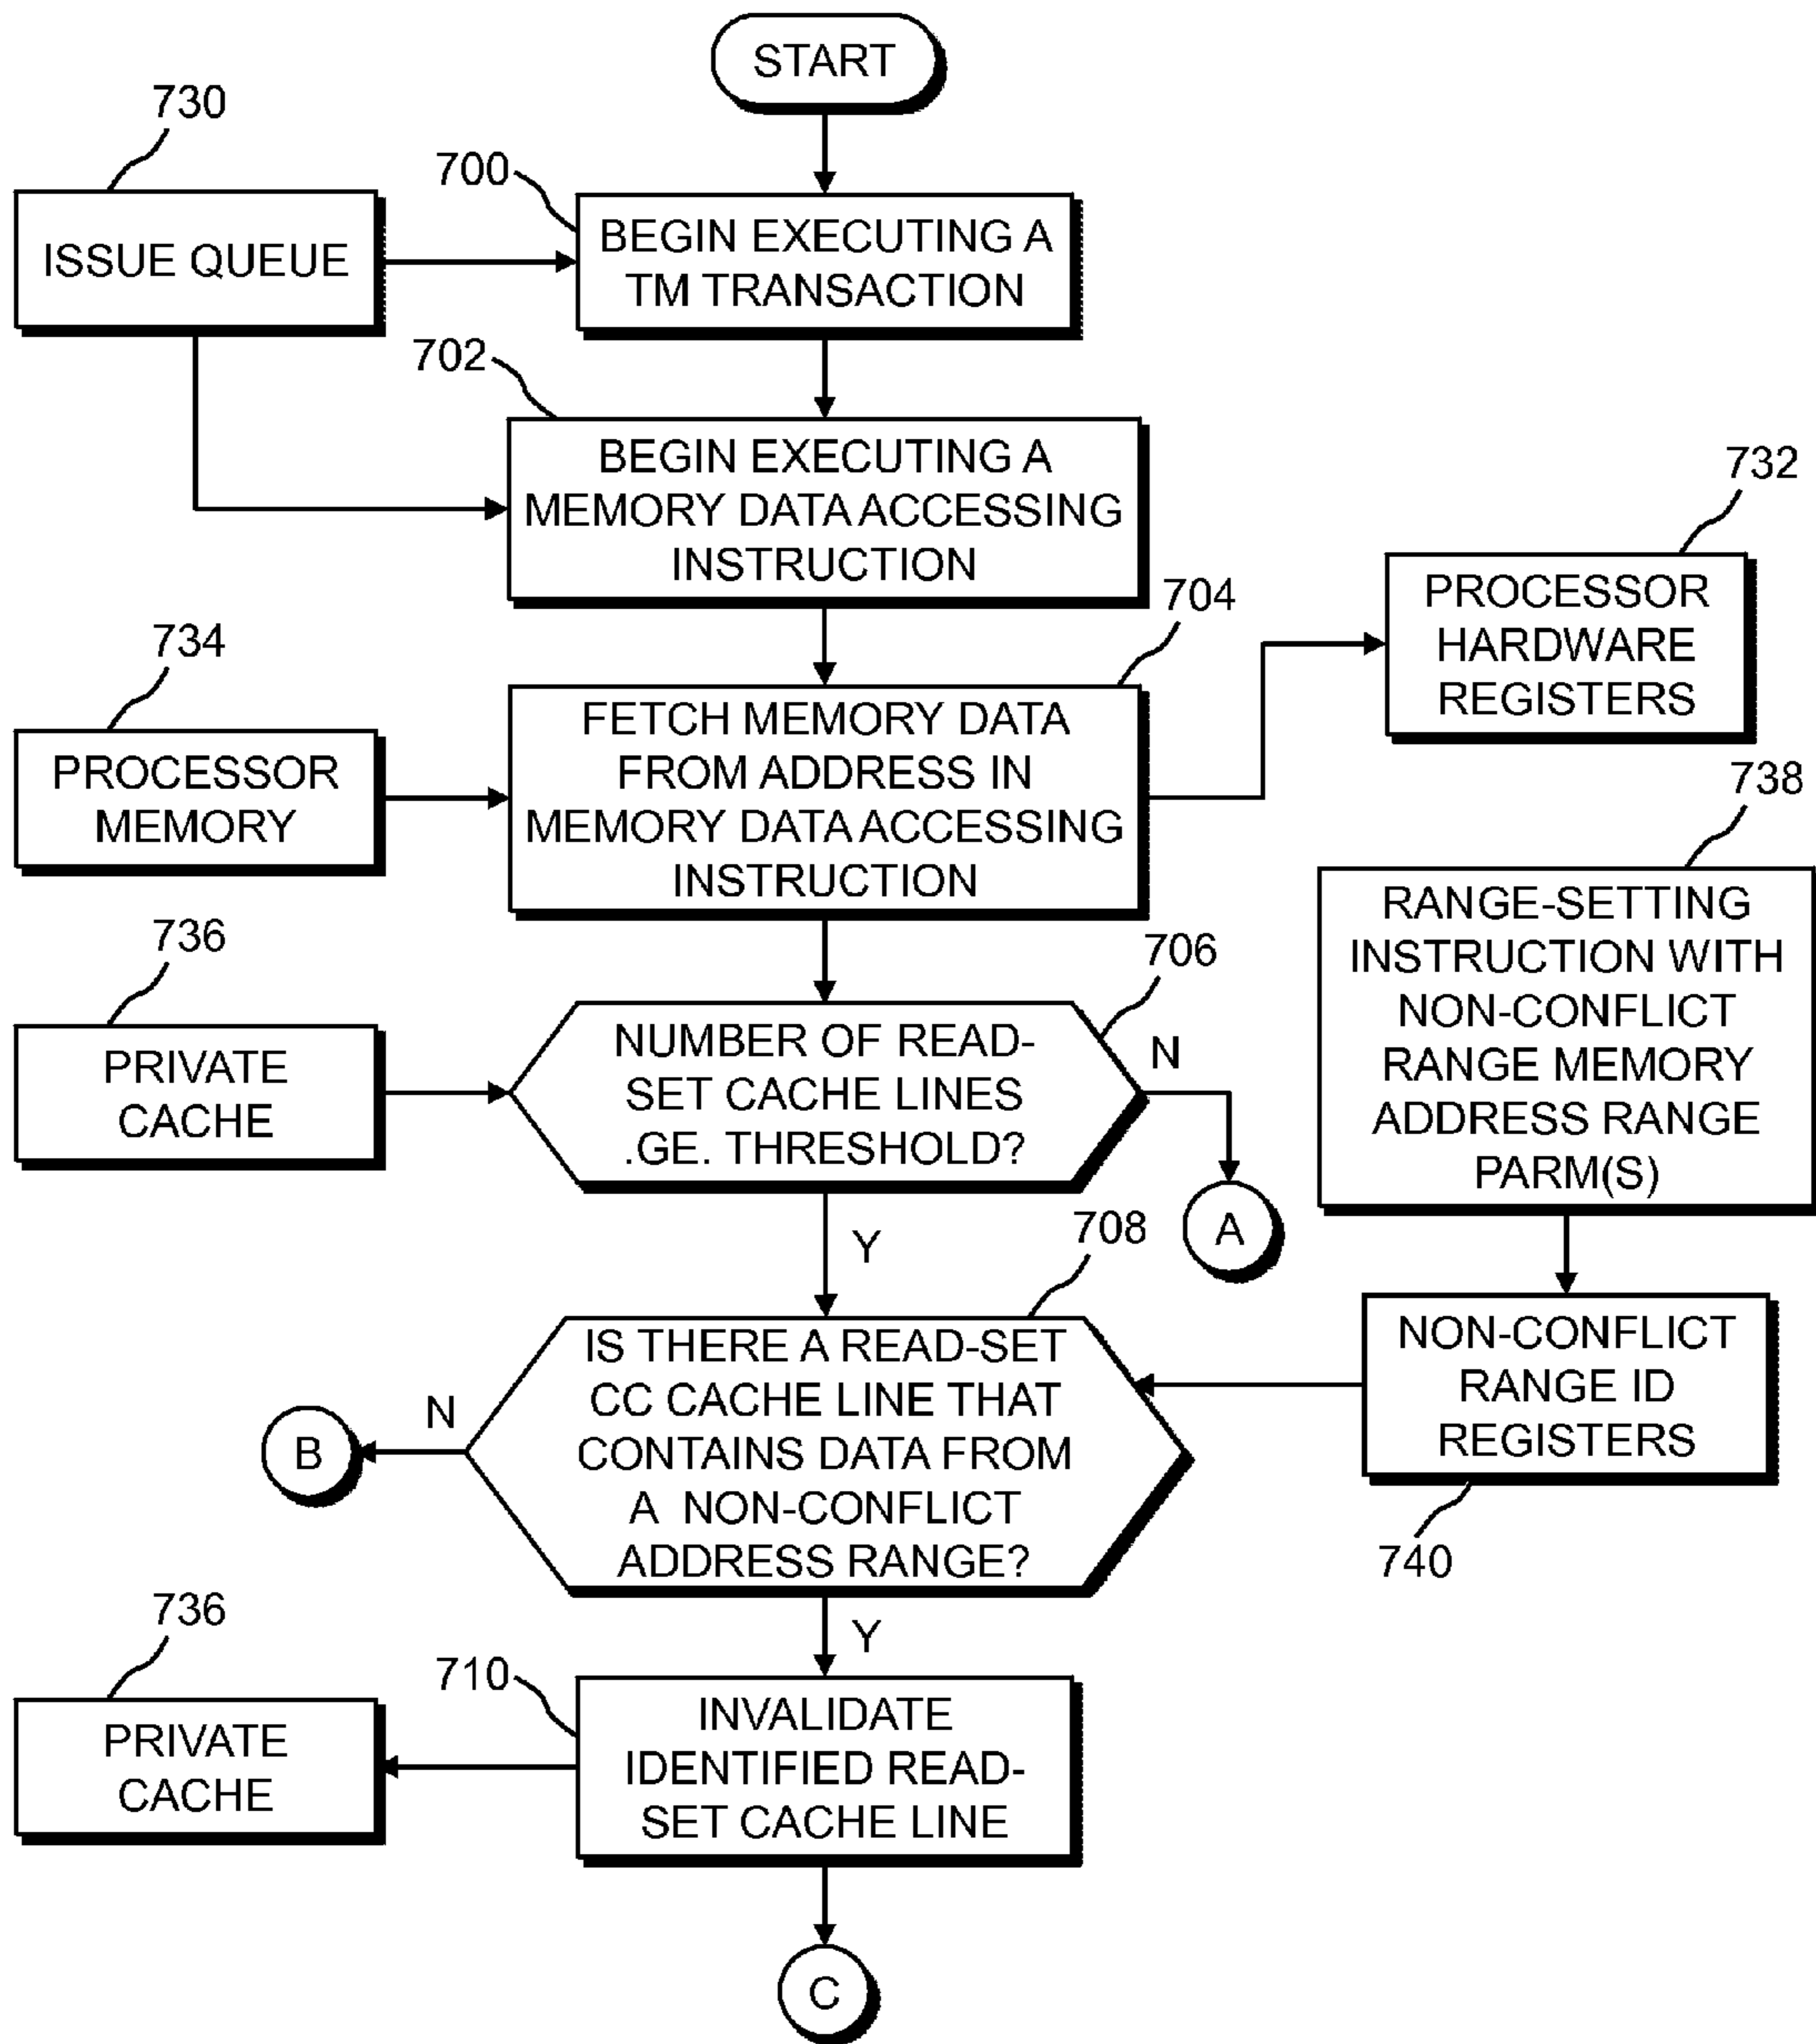 START
730
700
ISSUE QUEUE
BEGIN EXECUTING A
TM TRANSACTION
702
BEGIN EXECUTING A
MEMORY DATA ACCESSING
INSTRUCTION
732
PROCESSOR
HARDWARE
REGISTERS
704
734
PROCESSOR
MEMORY
FETCH MEMORY DATA
FROM ADDRESS IN
MEMORY DATA ACCESSING
INSTRUCTION
738
RANGE-SETTING
INSTRUCTION WITH
NON-CONFLICT
RANGE MEMORY
ADDRESS RANGE
PARM(S)
736
PRIVATE
CACHE
706
NUMBER OF READ-
SET CACHE LINES
.GE. THRESHOLD?
N
A
Y
708
IS THERE A READ-SET
CC CACHE LINE THAT
CONTAINS DATA FROM
A NON-CONFLICT
ADDRESS RANGE?
N
B
NON-CONFLICT
RANGE ID
REGISTERS
740
Y
736
PRIVATE
CACHE
710
INVALIDATE
IDENTIFIED READ-
SET CACHE LINE
C